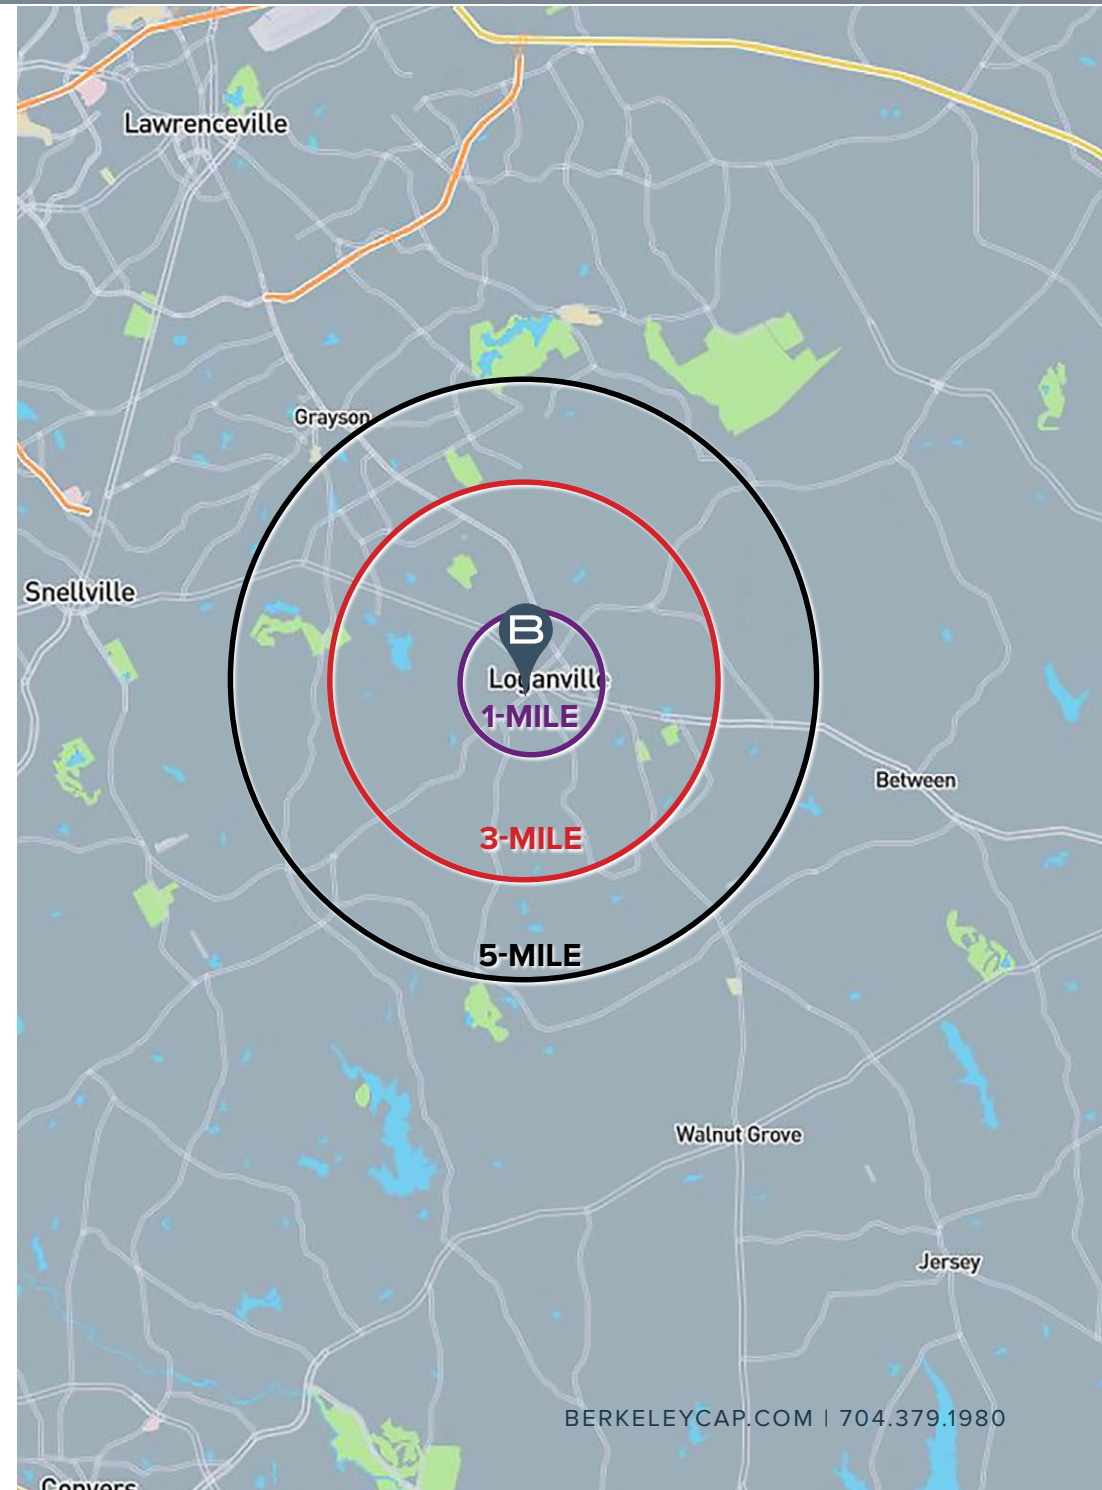 Lawrenceville
Grayson
Snellville
B
Loganville
1-MILE
Between
3-MILE
5-MILE
Walnut Grove
Jersey
BERKELEYCAP.COM | 704.379.1980
Conyers